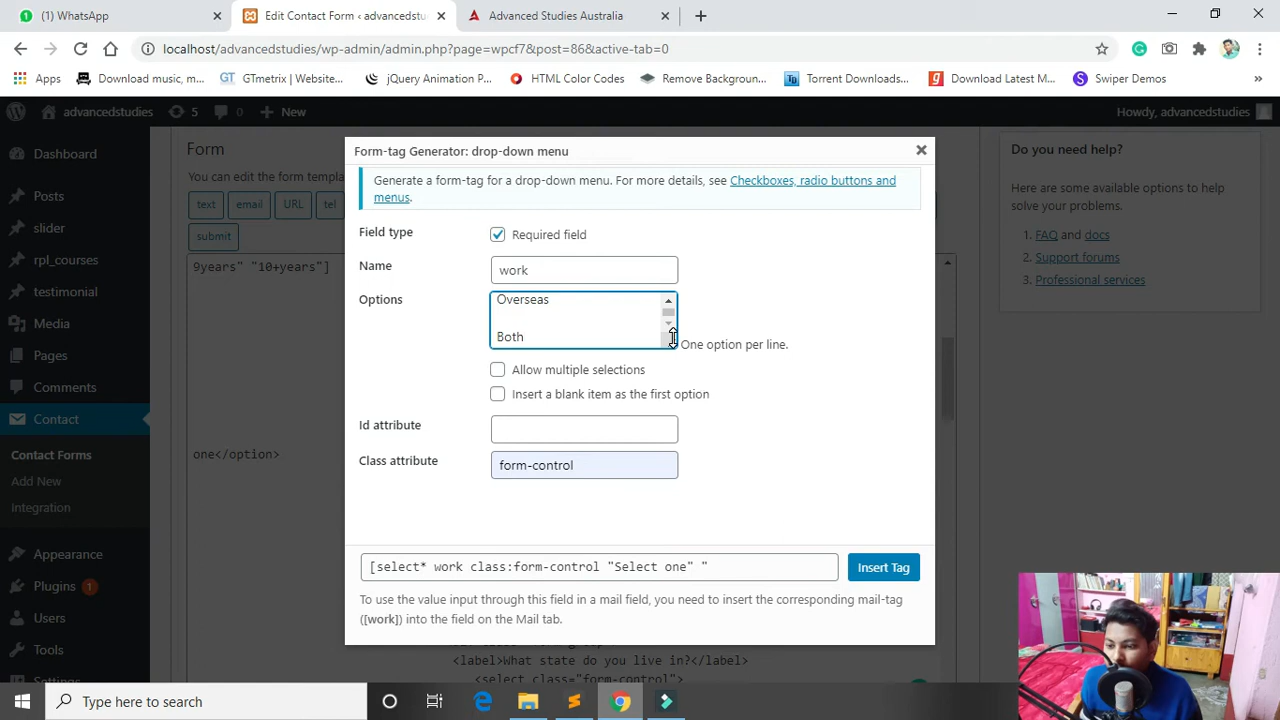 (1) WhatsApp
Edit Contact Form ‹ advancedstud
Advanced Studies Australia
localhost/advancedstudies/wp-admin/admin.php?page=wpcf7&post=86&active-tab=0
Apps
Download music, m...
GTmetrix | Website...
jQuery Animation P...
HTML Color Codes
Remove Backgroun...
Torrent Downloads...
Download Latest M...
Swiper Demos
»
advancedstudies
5
0
New
Howdy, advancedstudies
Dashboard
Posts
slider
rpl_courses
testimonial
Media
Pages
Comments
Contact
Contact Forms
Add New
Integration
Appearance
Plugins 1
Users
Tools
Form
You can edit the form templa
text
email
URL
tel
submit
9years" "10+years"]
one</option>
Form-tag Generator: drop-down menu
Generate a form-tag for a drop-down menu. For more details, see Checkboxes, radio buttons and
menus.
Field type
Required field
Name
work
Options
Overseas
Both
One option per line.
Allow multiple selections
Insert a blank item as the first option
Id attribute
Class attribute
form-control
[select* work class:form-control "Select one" "
Insert Tag
To use the value input through this field in a mail field, you need to insert the corresponding mail-tag
([work]) into the field on the Mail tab.
<label>What state do you live in?</label>
<select class="form-control">
Do you need help?
Here are some available options to help
solve your problems.
1. FAQ and docs
2. Support forums
3. Professional services
Type here to search